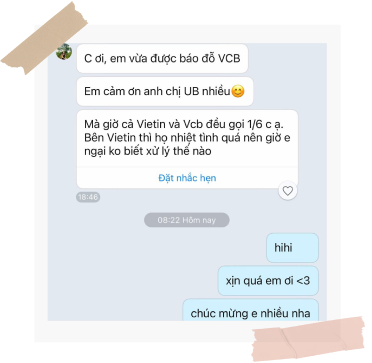 C ơi, em vừa được báo đỗ VCB
Em cảm ơn anh chị UB nhiều😊
Mà giờ cả Vietin và Vcb đều gọi 1/6 c ạ.
Bên Vietin thì họ nhiệt tình quá nên giờ e
ngại ko biết xử lý thế nào
Đặt nhắc hẹn
18:46
08:22 Hôm nay
hihi
xịn quá em ơi <3
chúc mừng e nhiều nha